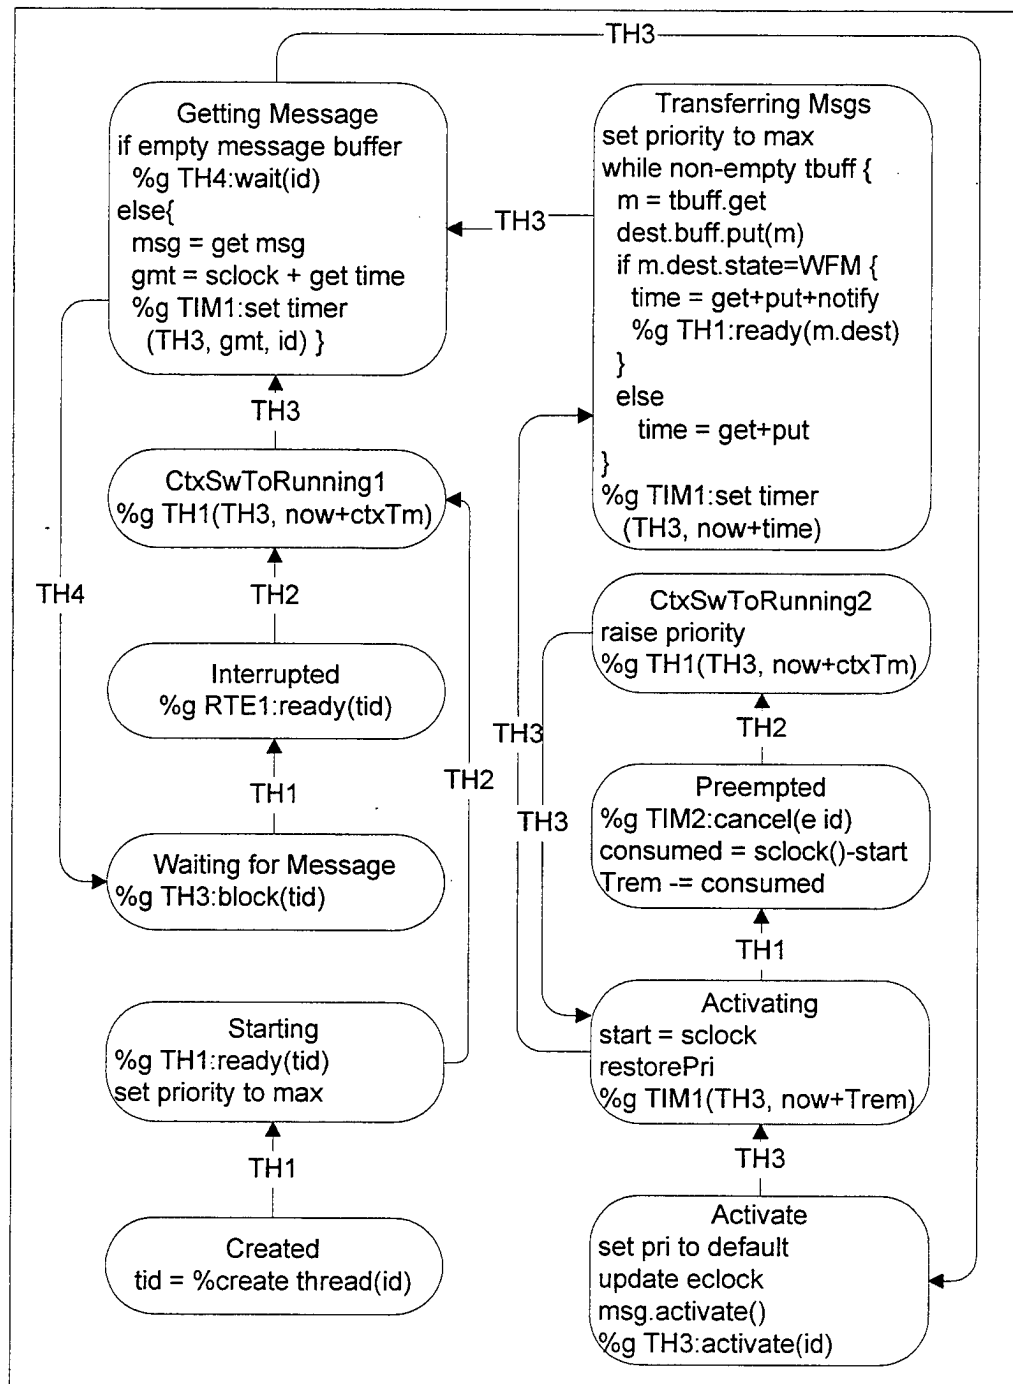 TH3
Getting Message
if empty message buffer
%g TH4:wait(id)
else{
msg = get msg
gmt = sclock + get time
%g TIM1:set timer
(TH3, gmt, id) }
TH3
CtxSwToRunning1
%g TH1(TH3, now+ctxTm)
TH4
TH2
Interrupted
%g RTE1:ready(tid)
TH1
TH2
Waiting for Message
%g TH3:block(tid)
Starting
%g TH1:ready(tid)
set priority to max
TH1
Created
tid = %create thread(id)
Transferring Msgs
set priority to max
while non-empty tbuff {
m = tbuff.get
dest.buff.put(m)
if m.dest.state=WFM {
time = get+put+notify
%g TH1:ready(m.dest)
}
else
time = get+put
}
%g TIM1:set timer
(TH3, now+time)
TH3
CtxSwToRunning2
raise priority
%g TH1(TH3, now+ctxTm)
TH3
TH2
Preempted
%g TIM2:cancel(e id)
consumed = sclock()-start
Trem -= consumed
TH3
TH1
Activating
start = sclock
restorePri
%g TIM1(TH3, now+Trem)
TH3
Activate
set pri to default
update eclock
msg.activate()
%g TH3:activate(id)